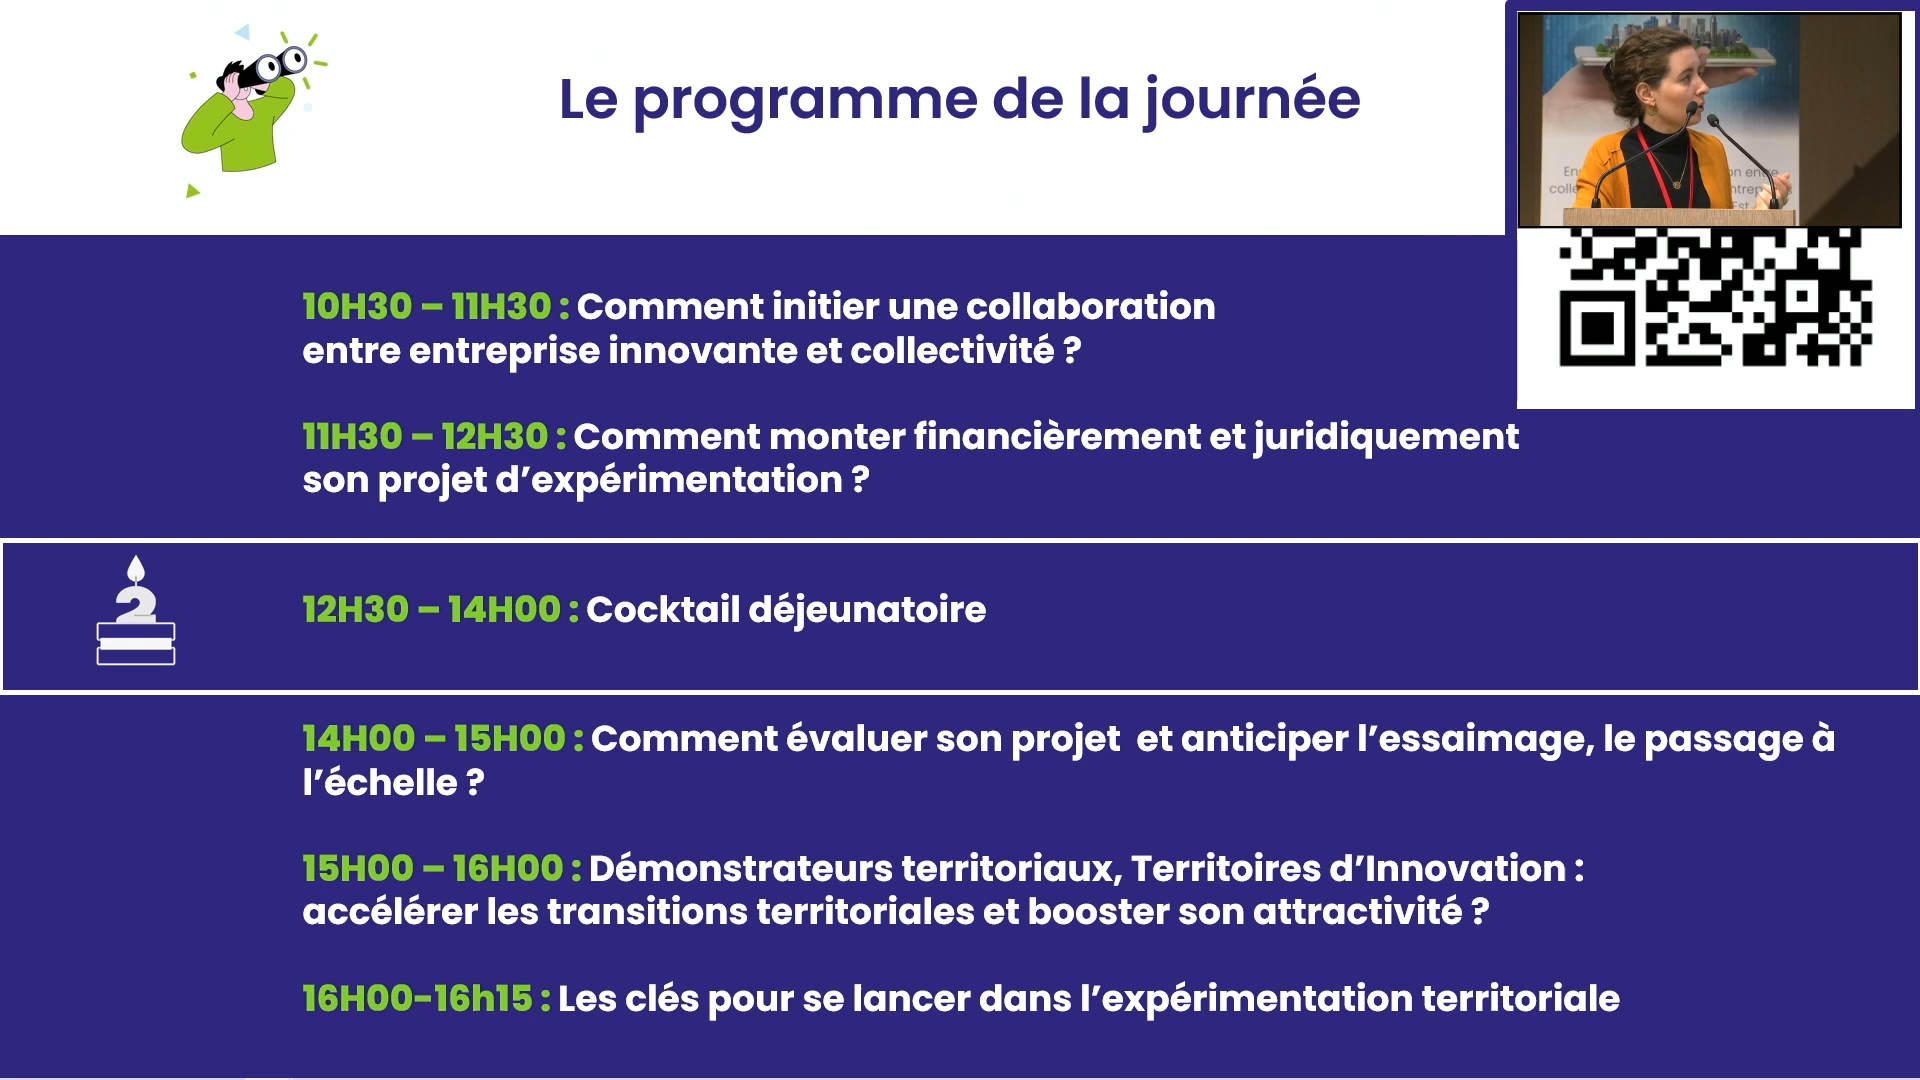 Le programme de la journée
10H30 – 11H30 : Comment initier une collaboration
entre entreprise innovante et collectivité ?
11H30 – 12H30 : Comment monter financièrement et juridiquement
son projet d’expérimentation ?
2
12H30 – 14H00 : Cocktail déjeunatoire
14H00 – 15H00 : Comment évaluer son projet  et anticiper l’essaimage, le passage à
l’échelle ?
15H00 – 16H00 : Démonstrateurs territoriaux, Territoires d’Innovation :
accélérer les transitions territoriales et booster son attractivité ?
16H00-16h15 : Les clés pour se lancer dans l’expérimentation territoriale